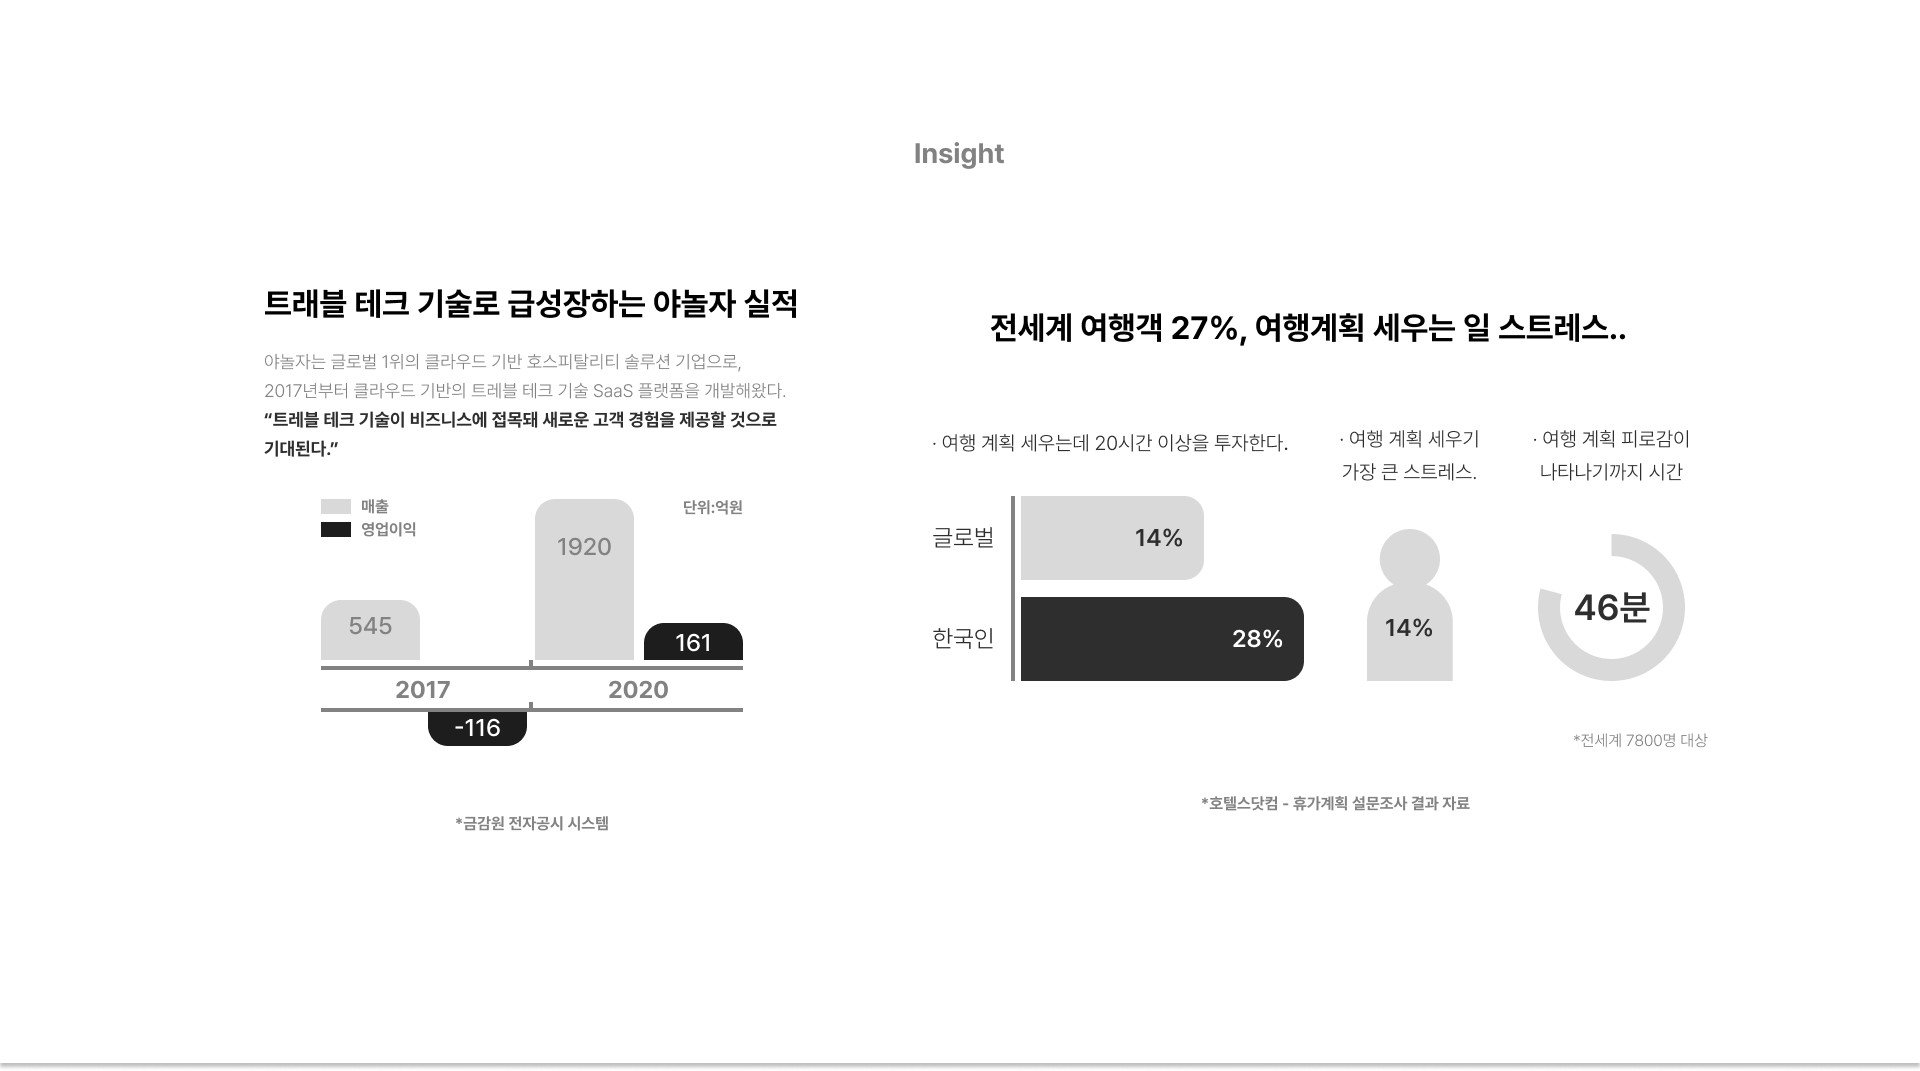 Insight
트래블 테크 기술로 급성장하는 야놀자 실적
야놀자는 글로벌 1위의 클라우드 기반 호스피탈리티 솔루션 기업으로,
2017년부터 클라우드 기반의 트레블 테크 기술 SaaS 플랫폼을 개발해왔다.
“트레블 테크 기술이 비즈니스에 접목돼 새로운 고객 경험을 제공할 것으로
기대된다.”
매출
영업이익
단위:억원
545
1920
161
2017
2020
-116
*금감원 전자공시 시스템
전세계 여행객 27%, 여행계획 세우는 일 스트레스..
· 여행 계획 세우는데 20시간 이상을 투자한다.
글로벌
14%
한국인
28%
· 여행 계획 세우기
가장 큰 스트레스.
14%
· 여행 계획 피로감이
나타나기까지 시간
46분
*전세계 7800명 대상
*호텔스닷컴 - 휴가계획 설문조사 결과 자료